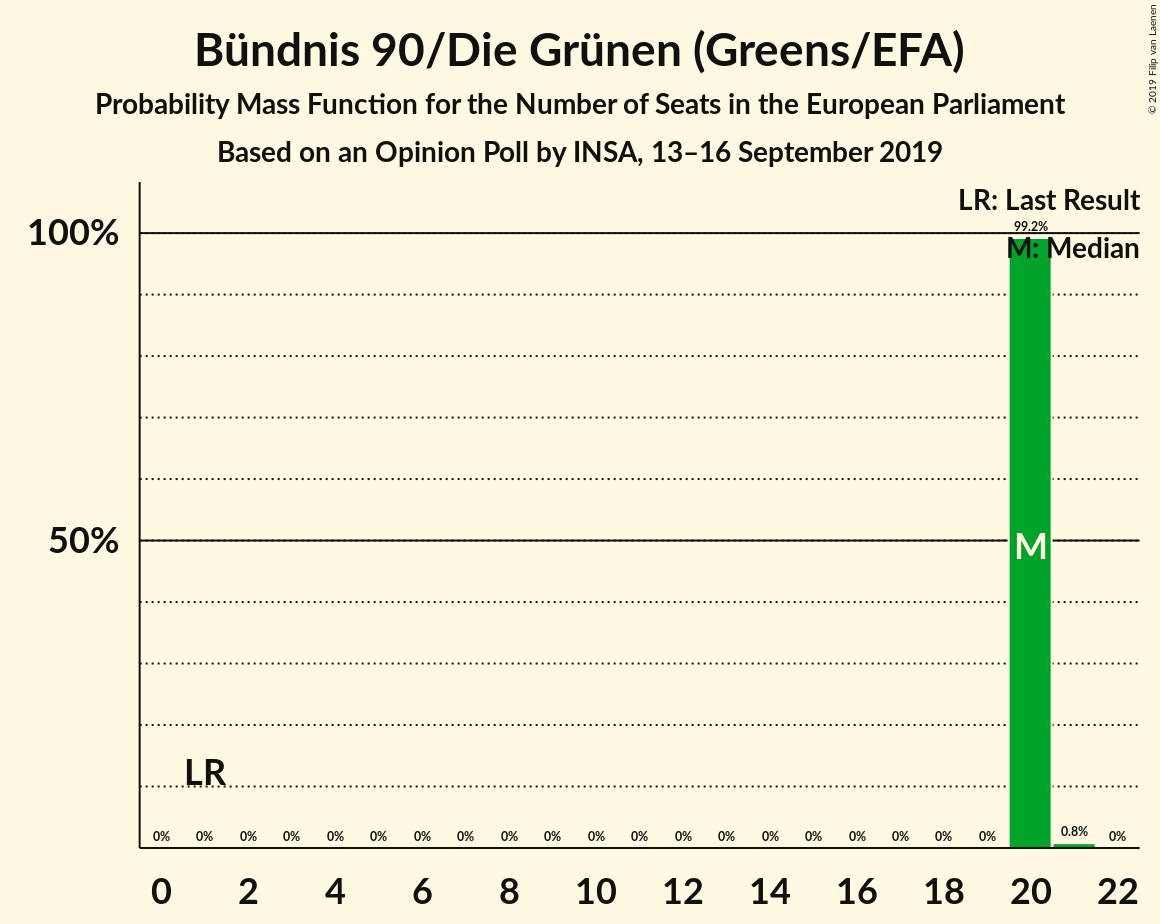 Bündnis 90/Die Grünen (Greens/EFA)
Probability Mass Function for the Number of Seats in the European Parliament
Based on an Opinion Poll by INSA, 13–16 September 2019
© 2019 Filip van Laenen
LR: Last Result
M: Median
100%
50%
99.2%
M
LR
0% 0% 0% 0% 0% 0% 0% 0% 0% 0% 0% 0% 0% 0% 0% 0% 0% 0% 0% 0% 0.8% 0%
0 2 4 6 8 10 12 14 16 18 20 22